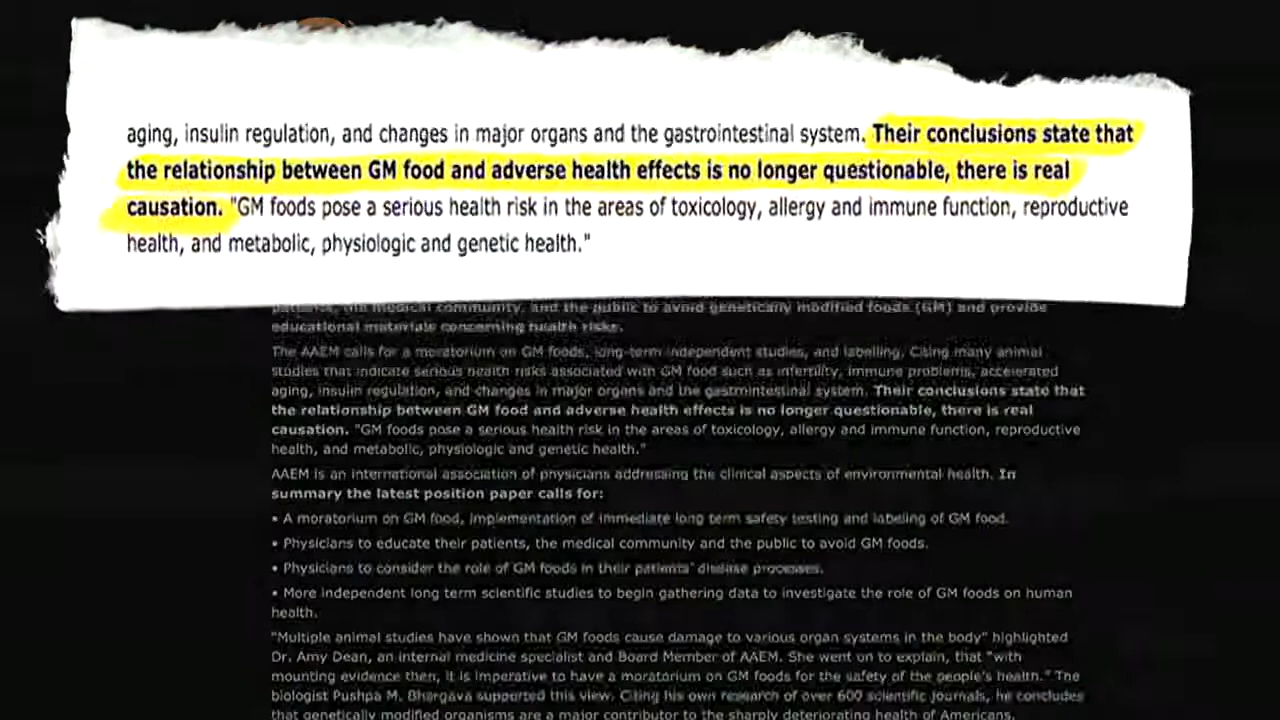 aging, insulin regulation, and changes in major organs and the gastrointestinal system. Their conclusions state that
the relationship between GM food and adverse health effects is no longer questionable, there is real
causation. "GM foods pose a serious health risk in the areas of toxicology, allergy and immune function, reproductive
health, and metabolic, physiologic and genetic health."
patients, the medical community, and the public to avoid genetically modified foods (GM) and provide
educational materials concerning health risks.
The AAEM calls for a moratorium on GM foods, long-term independent studies, and labelling. Citing many animal
studies that indicate serious health risks associated with GM food such as infertility, immune problems, accelerated
aging, insulin regulation, and changes in major organs and the gastrointestinal system. Their conclusions state that
the relationship between GM food and adverse health effects is no longer questionable, there is real
causation. "GM foods pose a serious health risk in the areas of toxicology, allergy and immune function, reproductive
health, and metabolic, physiologic and genetic health."
AAEM is an international association of physicians addressing the clinical aspects of environmental health. In
summary the latest position paper calls for:
• A moratorium on GM food, implementation of immediate long term safety testing and labeling of GM food.
• Physicians to educate their patients, the medical community and the public to avoid GM foods.
• Physicians to consider the role of GM foods in their patients' disease processes.
• More independent long term scientific studies to begin gathering data to investigate the role of GM foods on human
health.
"Multiple animal studies have shown that GM foods cause damage to various organ systems in the body" highlighted
Dr. Amy Dean, an internal medicine specialist and Board Member of AAEM. She went on to explain, that "with
mounting evidence then, it is imperative to have a moratorium on GM foods for the safety of the people's health." The
biologist Pushpa M. Bhargava supported this view. Citing his own research of over 600 scientific journals, he concludes
that genetically modified organisms are a major contributor to the sharply deteriorating health of Americans.